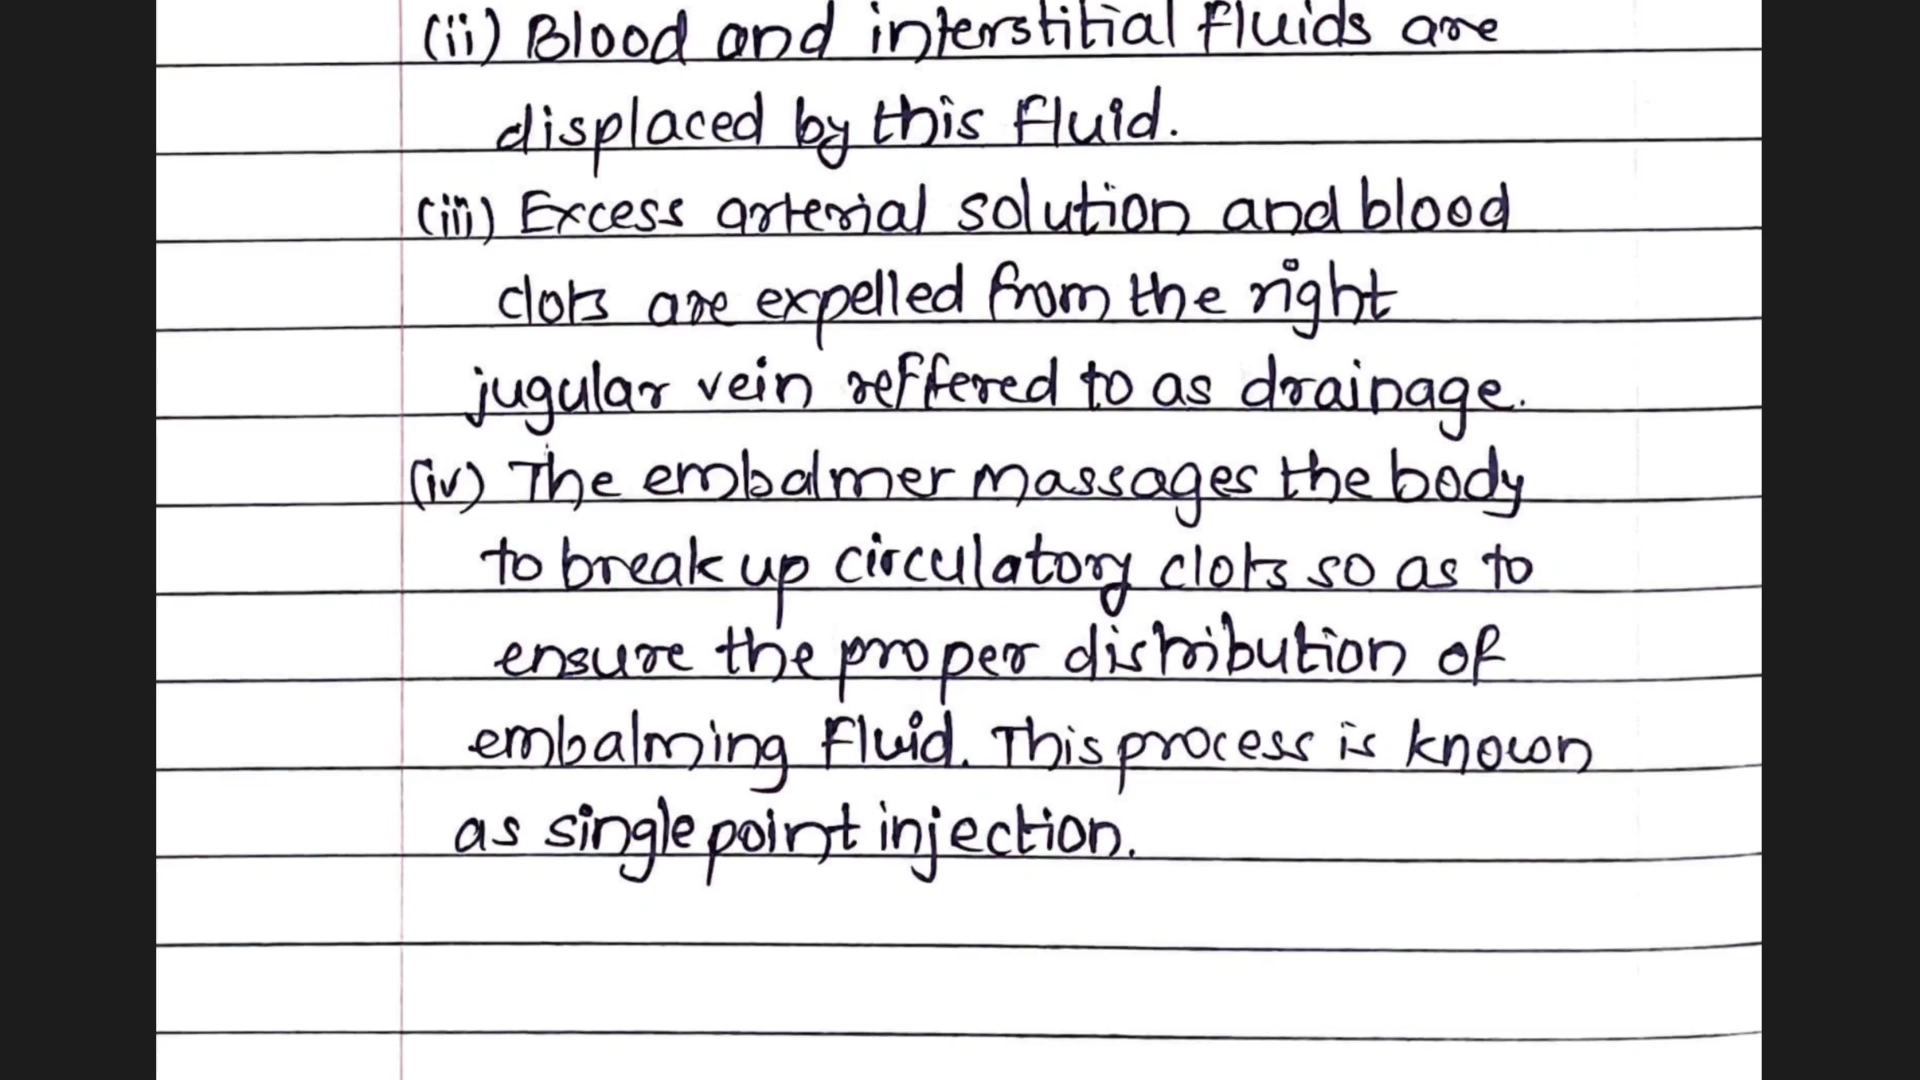 (ii) Blood and interstitial fluids are
displaced by this fluid.
(iii) Excess arterial solution and blood
clots are expelled from the right
jugular vein reffered to as drainage.
(iv) The embalmer massages the body
to break up circulatory clots so as to
ensure the proper distribution of
embalming fluid. This process is known
as single point injection.